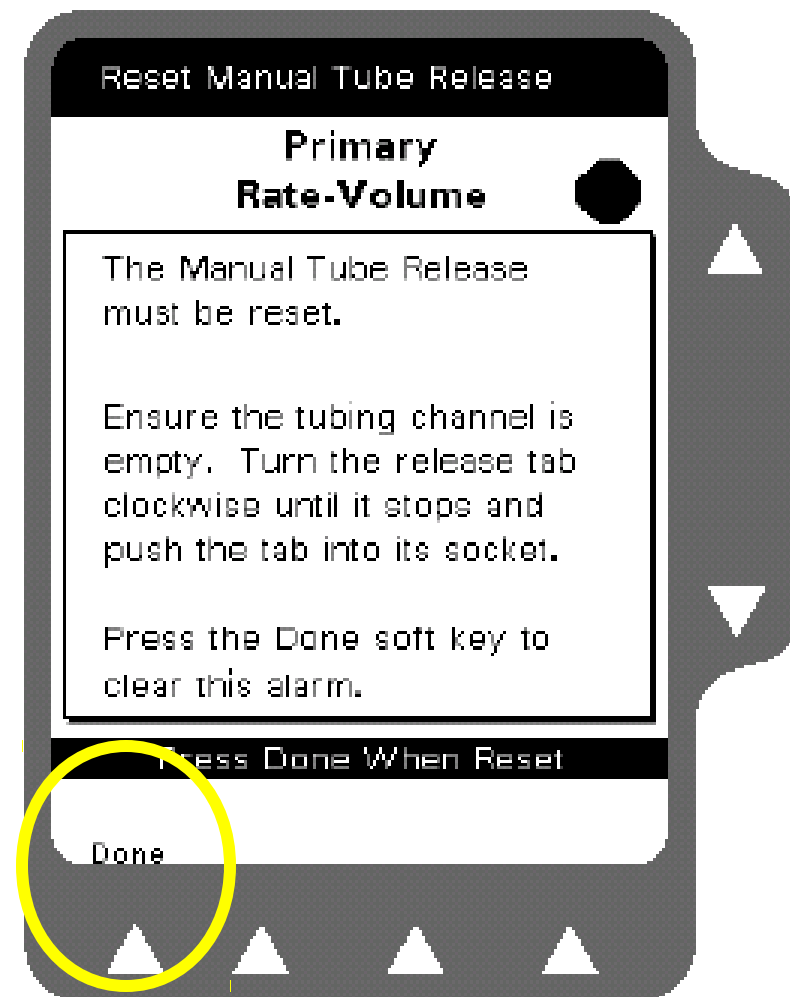 Reset Manual Tube Release
Primary
Rate-Volume
The Manual Tube Release
must be reset.
Ensure the tubing channel is
empty. Turn the release tab
clockwise until it stops and
push the tab into its socket.
Press the Done soft key to
clear this alarm.
Press Done When Reset
Done